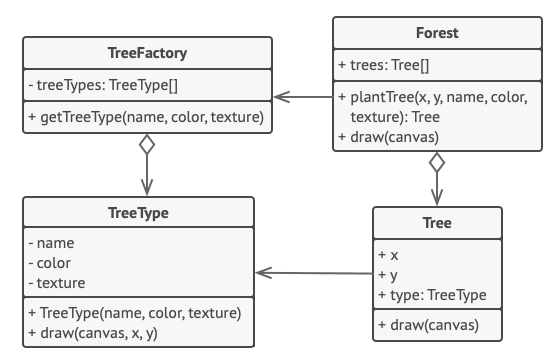 TreeFactory
- treeTypes: TreeType[]
+ getTreeType(name, color, texture)
Forest
+ trees: Tree[]
+ plantTree(x, y, name, color,
texture): Tree
+ draw(canvas)
TreeType
- name
- color
- texture
+ TreeType(name, color, texture)
+ draw(canvas, x, y)
Tree
+ x
+ y
+ type: TreeType
+ draw(canvas)